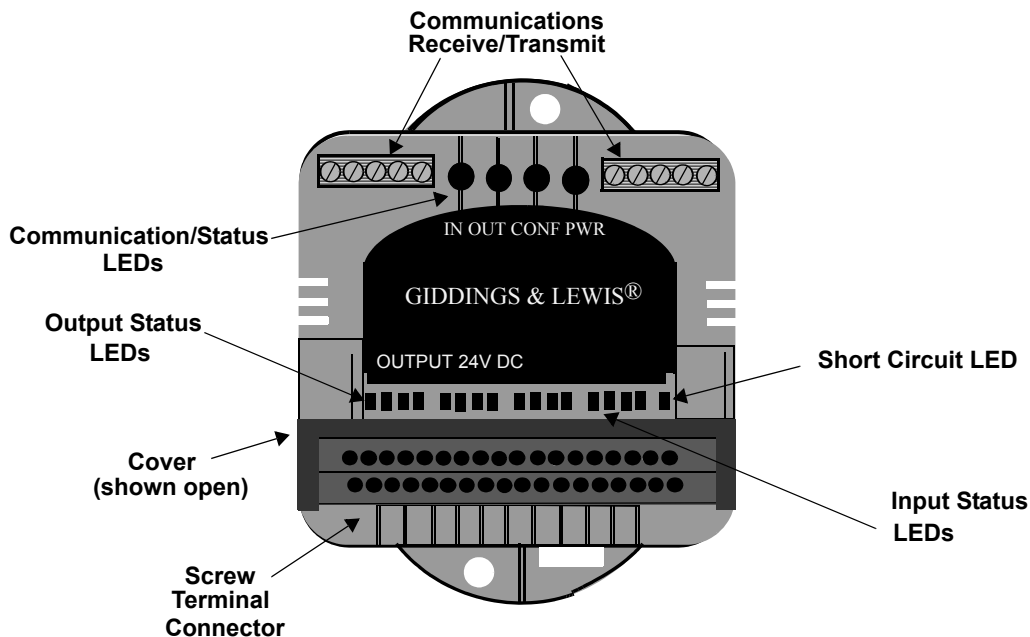 Communications
Receive/Transmit
Communication/Status
LEDs
IN OUT CONF PWR
GIDDINGS & LEWIS®
Output Status
LEDs
OUTPUT 24V DC
Short Circuit LED
Cover
(shown open)
Input Status
LEDs
Screw
Terminal
Connector